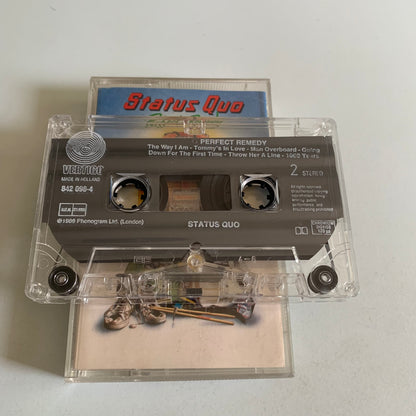 Status Quo
PERFECT REMEDY
The Way I Am - Tommy's In Love - Man Overboard - Going
Down For The First Time - Throw Her A Line - 1000 Years
VERTIGO
MADE IN HOLLAND
842 098-4
2 STEREO
℗1989 Phonogram Ltd. (London)
STATUS QUO